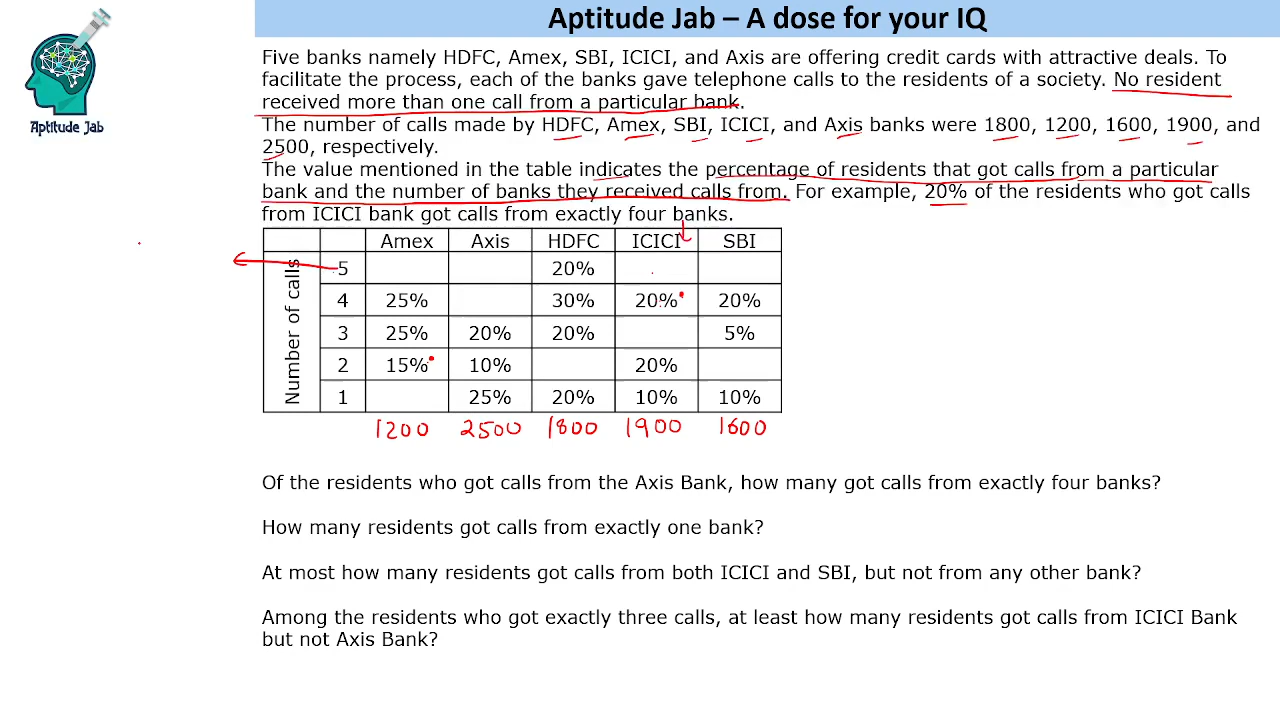 Aptitude Jab – A dose for your IQ
Aptitude Jab
Five banks namely HDFC, Amex, SBI, ICICI, and Axis are offering credit cards with attractive deals. To
facilitate the process, each of the banks gave telephone calls to the residents of a society. No resident
received more than one call from a particular bank.
The number of calls made by HDFC, Amex, SBI, ICICI, and Axis banks were 1800, 1200, 1600, 1900, and
2500, respectively.
The value mentioned in the table indicates the percentage of residents that got calls from a particular
bank and the number of banks they received calls from. For example, 20% of the residents who got calls
from ICICI bank got calls from exactly four banks.
Amex Axis HDFC ICICI SBI
Number of calls
5 20%
4 25% 30% 20% 20%
3 25% 20% 20% 5%
2 15% 10% 20%
1 25% 20% 10% 10%
1200 2500 1800 1900 1600
Of the residents who got calls from the Axis Bank, how many got calls from exactly four banks?
How many residents got calls from exactly one bank?
At most how many residents got calls from both ICICI and SBI, but not from any other bank?
Among the residents who got exactly three calls, at least how many residents got calls from ICICI Bank
but not Axis Bank?